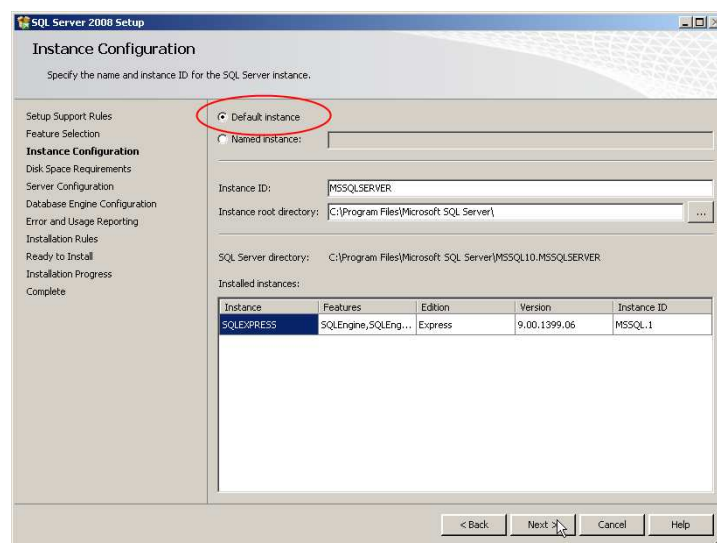 SQL Server 2008 Setup
Instance Configuration
Specify the name and instance ID for the SQL Server instance.
Setup Support Rules
Feature Selection
Instance Configuration
Disk Space Requirements
Server Configuration
Database Engine Configuration
Error and Usage Reporting
Installation Rules
Ready to Install
Installation Progress
Complete
Default instance
Named instance:
Instance ID: MSSQLSERVER
Instance root directory: C:\Program Files\Microsoft SQL Server\ ...
SQL Server directory: C:\Program Files\Microsoft SQL Server\MSSQL10.MSSQLSERVER
Installed instances:
Instance Features Edition Version Instance ID
SQLEXPRESS SQLEngine,SQLEng... Express 9.00.1399.06 MSSQL.1
< Back Next > Cancel Help